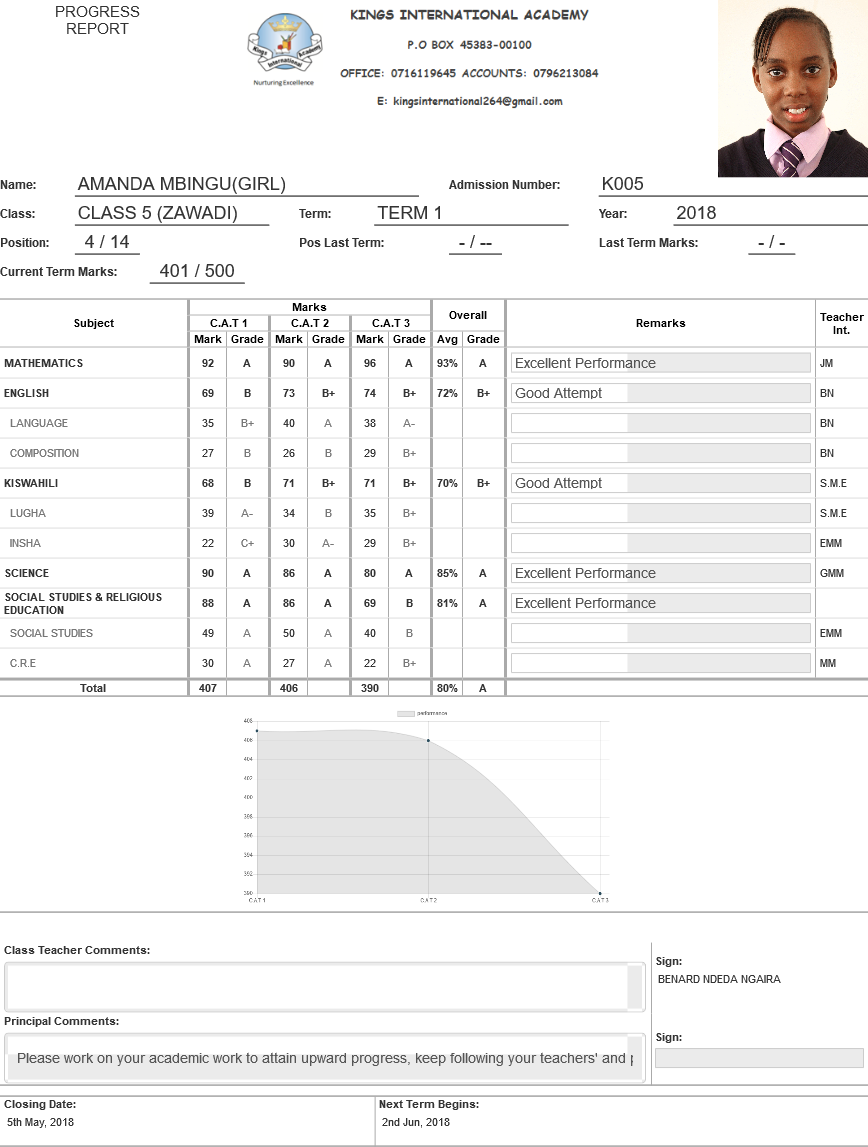 PROGRESS
REPORT
Kings Academy
International
Nurturing Excellence
KINGS INTERNATIONAL ACADEMY
P.O BOX 45383-00100
OFFICE: 0716119645 ACCOUNTS: 0796213084
E: kingsinternational264@gmail.com
Name: AMANDA MBINGU(GIRL) Admission Number: K005
Class: CLASS 5 (ZAWADI) Term: TERM 1 Year: 2018
Position: 4 / 14 Pos Last Term: - / -- Last Term Marks: - / -
Current Term Marks: 401 / 500
Subject Marks Overall Remarks Teacher Int.
C.A.T 1 C.A.T 2 C.A.T 3
Mark Grade Mark Grade Mark Grade Avg Grade
MATHEMATICS 92 A 90 A 96 A 93% A Excellent Performance JM
ENGLISH 69 B 73 B+ 74 B+ 72% B+ Good Attempt BN
LANGUAGE 35 B+ 40 A 38 A- BN
COMPOSITION 27 B 26 B 29 B+ BN
KISWAHILI 68 B 71 B+ 71 B+ 70% B+ Good Attempt S.M.E
LUGHA 39 A- 34 B 35 B+ S.M.E
INSHA 22 C+ 30 A- 29 B+ EMM
SCIENCE 90 A 86 A 80 A 85% A Excellent Performance GMM
SOCIAL STUDIES & RELIGIOUS
EDUCATION 88 A 86 A 69 B 81% A Excellent Performance
SOCIAL STUDIES 49 A 50 A 40 B EMM
C.R.E 30 A 27 A 22 B+ MM
Total 407 406 390 80% A
performance
408
406
404
402
400
398
396
394
392
390
CAT1 CAT2 CAT3
Class Teacher Comments:
Sign:
BENARD NDEDA NGAIRA
Principal Comments:
Please work on your academic work to attain upward progress, keep following your teachers' and
Sign:
Closing Date: Next Term Begins:
5th May, 2018 2nd Jun, 2018